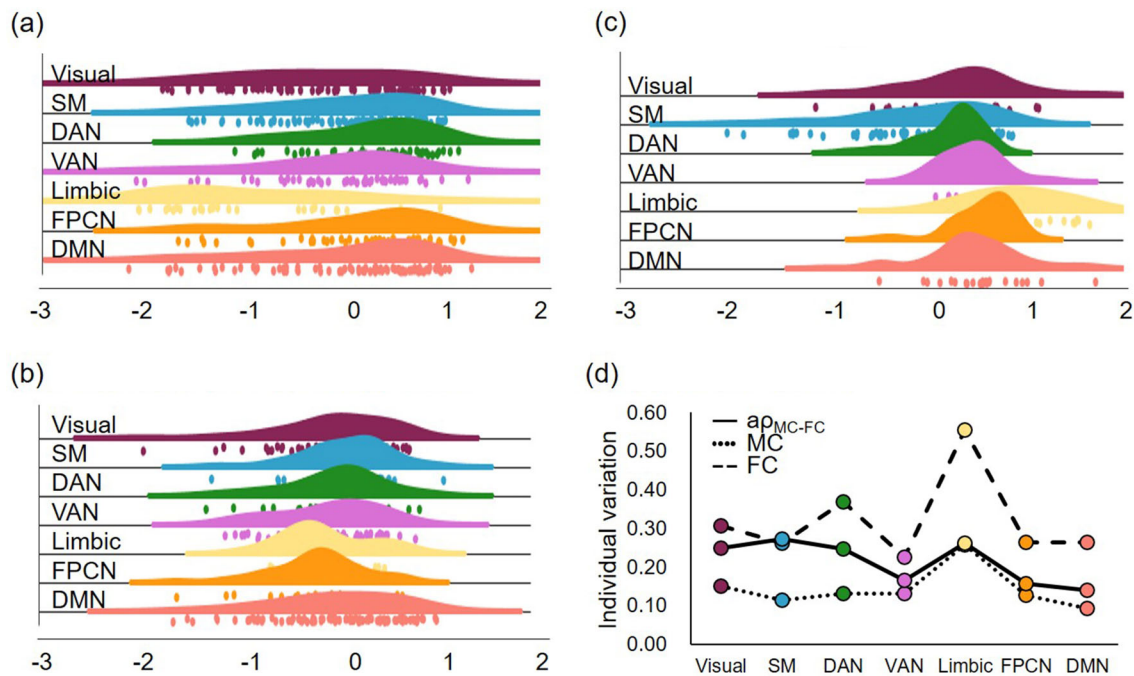 (a)
Visual
SM
DAN
VAN
Limbic
FPCN
DMN
-3 -2 -1 0 1 2
(b)
Visual
SM
DAN
VAN
Limbic
FPCN
DMN
-3 -2 -1 0 1 2
(c)
Visual
SM
DAN
VAN
Limbic
FPCN
DMN
-3 -2 -1 0 1 2
(d)
Individual variation
0.60
0.50
0.40
0.30
0.20
0.10
0.00
aρMC-FC
MC
FC
Visual SM DAN VAN Limbic FPCN DMN